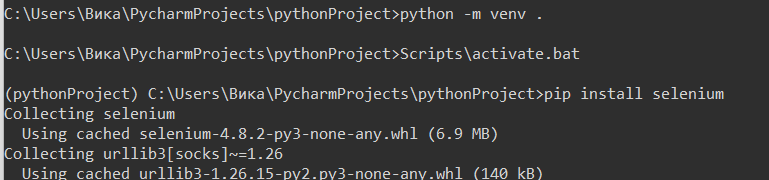 C:\Users\Вика\PycharmProjects\pythonProject>python -m venv .
C:\Users\Вика\PycharmProjects\pythonProject>Scripts\activate.bat
(pythonProject) C:\Users\Вика\PycharmProjects\pythonProject>pip install selenium
Collecting selenium
  Using cached selenium-4.8.2-py3-none-any.whl (6.9 MB)
Collecting urllib3[socks]~=1.26
  Using cached urllib3-1.26.15-py2.py3-none-any.whl (140 kB)